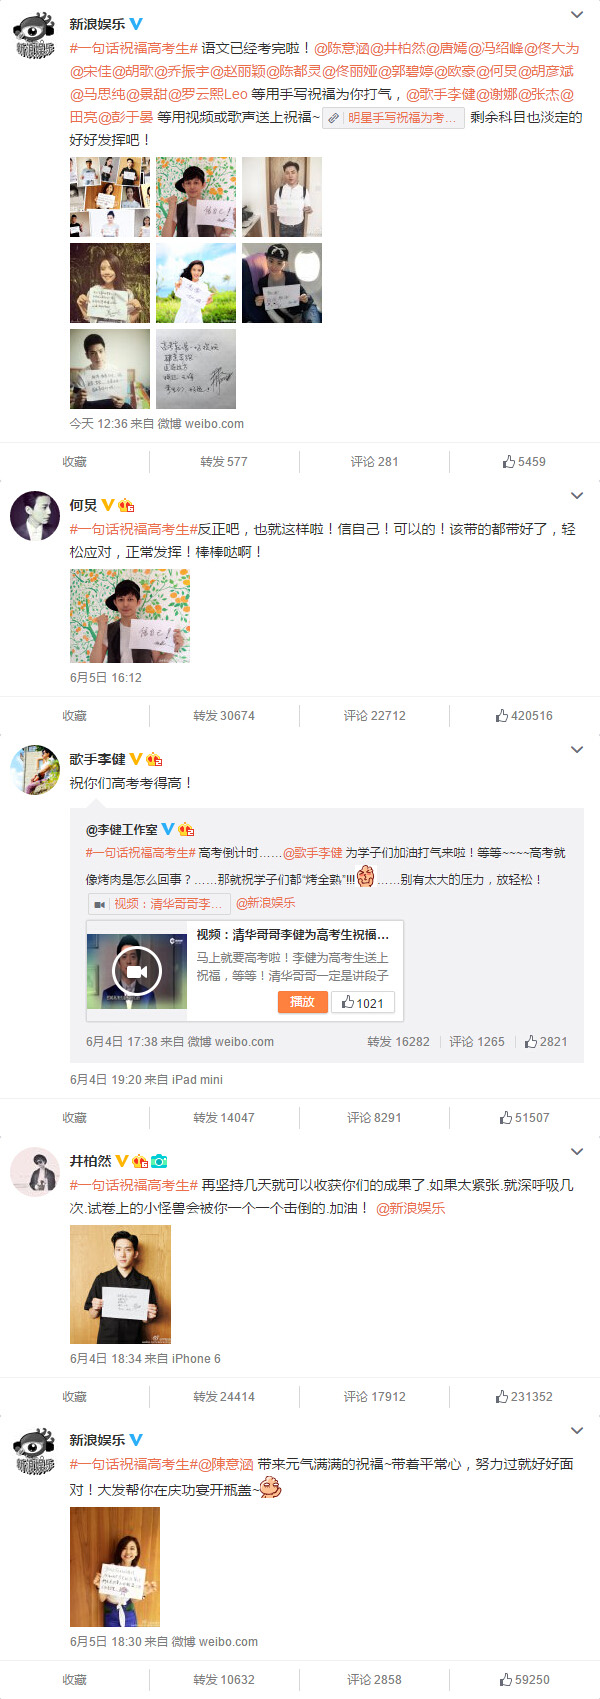 新浪娱乐
#一句话祝福高考生# 语文已经考完啦！@陈意涵@井柏然@唐嫣@冯绍峰@佟大为
@宋佳@胡歌@乔振宇@赵丽颖@陈都灵@佟丽娅@郭碧婷@欧豪@何炅@胡彦斌
@马思纯@景甜@罗云熙Leo 等用手写祝福为你打气，@歌手李健@谢娜@张杰@
田亮@彭于晏 等用视频或歌声送上祝福~ 明星手写祝福为考... 剩余科目也淡定的
好好发挥吧！
今天 12:36 来自 微博 weibo.com
收藏 转发 577 评论 281 5459
何炅
#一句话祝福高考生#反正吧，也就这样啦！信自己！可以的！该带的都带好了，轻
松应对，正常发挥！棒棒哒啊！
信自己！
6月5日 16:12
收藏 转发 30674 评论 22712 420516
歌手李健
祝你们高考考得高！
@李健工作室
#一句话祝福高考生# 高考倒计时……@歌手李健 为学子们加油打气来啦！等等~~~~高考就
像烤肉是怎么回事？……那就祝学子们都“烤全熟”!!! ……别有太大的压力，放轻松！
视频：清华哥哥李... @新浪娱乐
视频：清华哥哥李健为高考生祝福...
马上就要高考啦！李健为高考生送上
祝福，等等！清华哥哥一定是讲段子
播放 1021
6月4日 17:38 来自 微博 weibo.com 转发 16282 评论 1265 2821
6月4日 19:20 来自 iPad mini
收藏 转发 14047 评论 8291 51507
井柏然
#一句话祝福高考生# 再坚持几天就可以收获你们的成果了.如果太紧张.就深呼吸几
次.试卷上的小怪兽会被你一个一个击倒的.加油！ @新浪娱乐
6月4日 18:34 来自 iPhone 6
收藏 转发 24414 评论 17912 231352
新浪娱乐
#一句话祝福高考生#@陳意涵 带来元气满满的祝福~带着平常心，努力过就好好面
对！大发帮你在庆功宴开瓶盖~
6月5日 18:30 来自 微博 weibo.com
收藏 转发 10632 评论 2858 59250